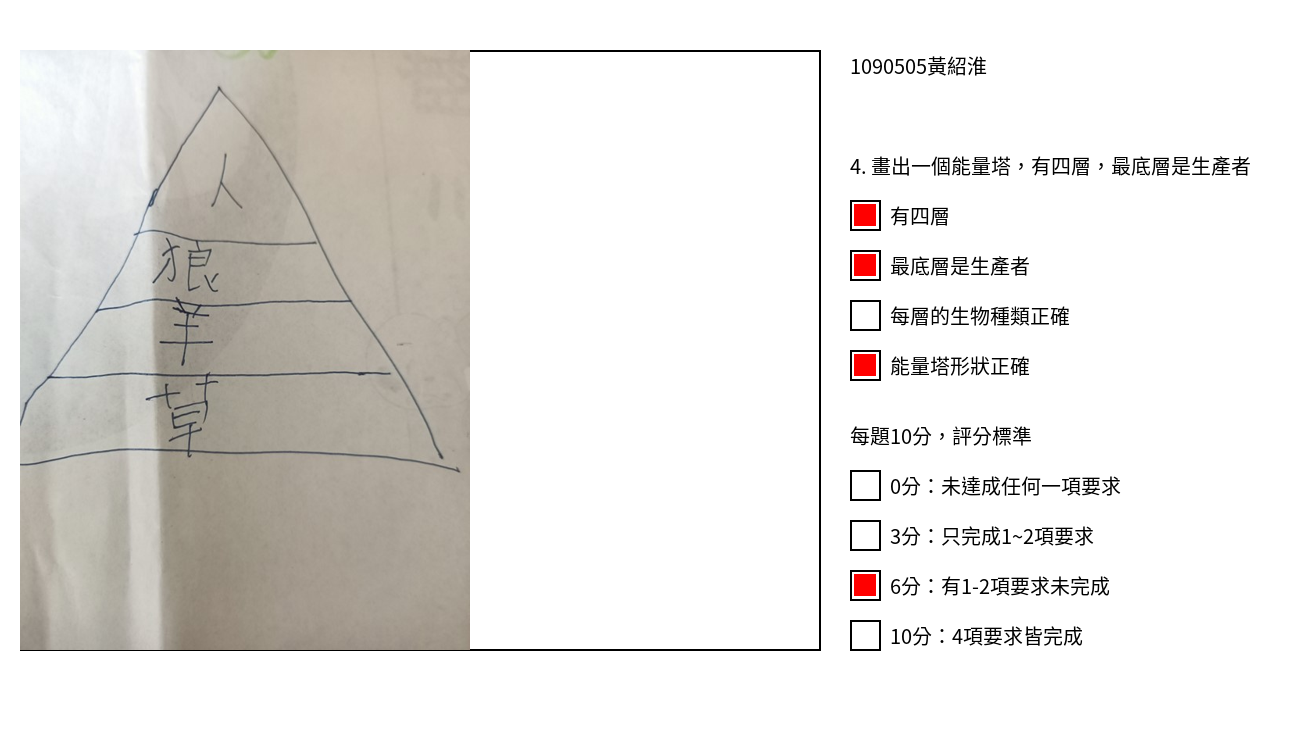 人
狼
羊
草
1090505黃紹淮
4. 畫出一個能量塔，有四層，最底層是生產者
有四層
最底層是生產者
每層的生物種類正確
能量塔形狀正確
每題10分，評分標準
0分：未達成任何一項要求
3分：只完成1~2項要求
6分：有1-2項要求未完成
10分：4項要求皆完成